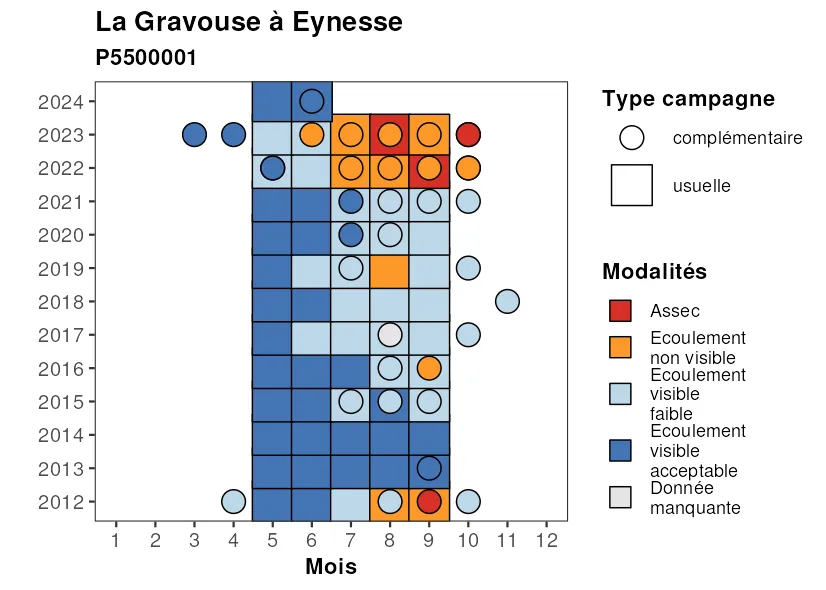 La Gravouse à Eynesse
P5500001
2024
2023
2022
2021
2020
2019
2018
2017
2016
2015
2014
2013
2012
1 2 3 4 5 6 7 8 9 10 11 12
Mois
Type campagne
complémentaire
usuelle
Modalités
Assec
Ecoulement
non visible
Ecoulement
visible
faible
Ecoulement
visible
acceptable
Donnée
manquante